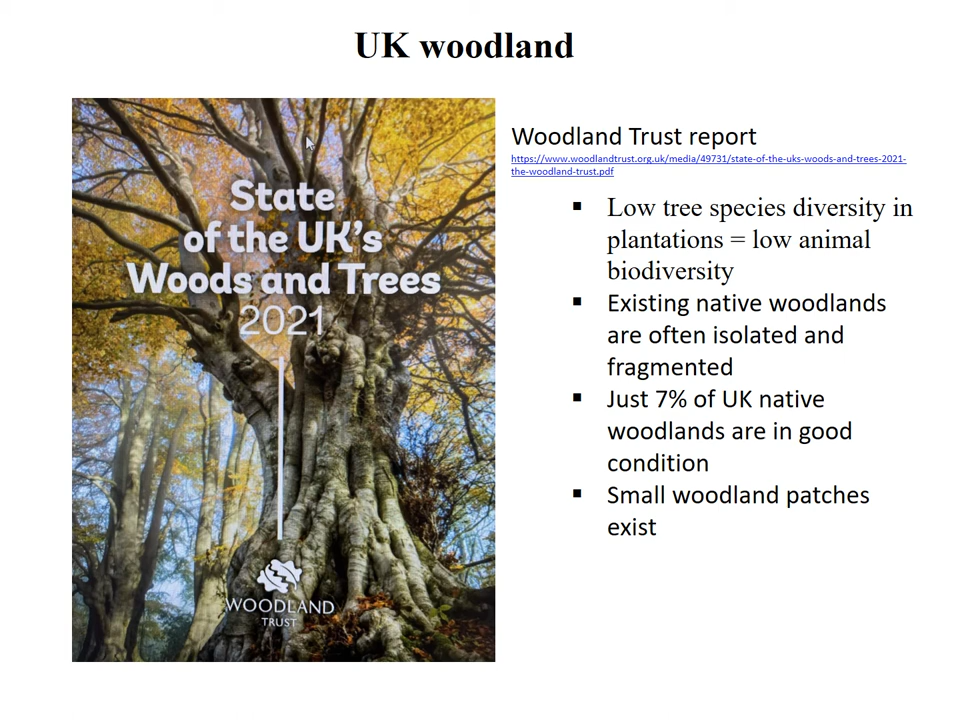 UK woodland
State
of the UK's
Woods and Trees
2021
WOODLAND
TRUST
Woodland Trust report
https://www.woodlandtrust.org.uk/media/49731/state-of-the-uks-woods-and-trees-2021-
the-woodland-trust.pdf
▪ Low tree species diversity in
plantations = low animal
biodiversity
▪ Existing native woodlands
are often isolated and
fragmented
▪ Just 7% of UK native
woodlands are in good
condition
▪ Small woodland patches
exist